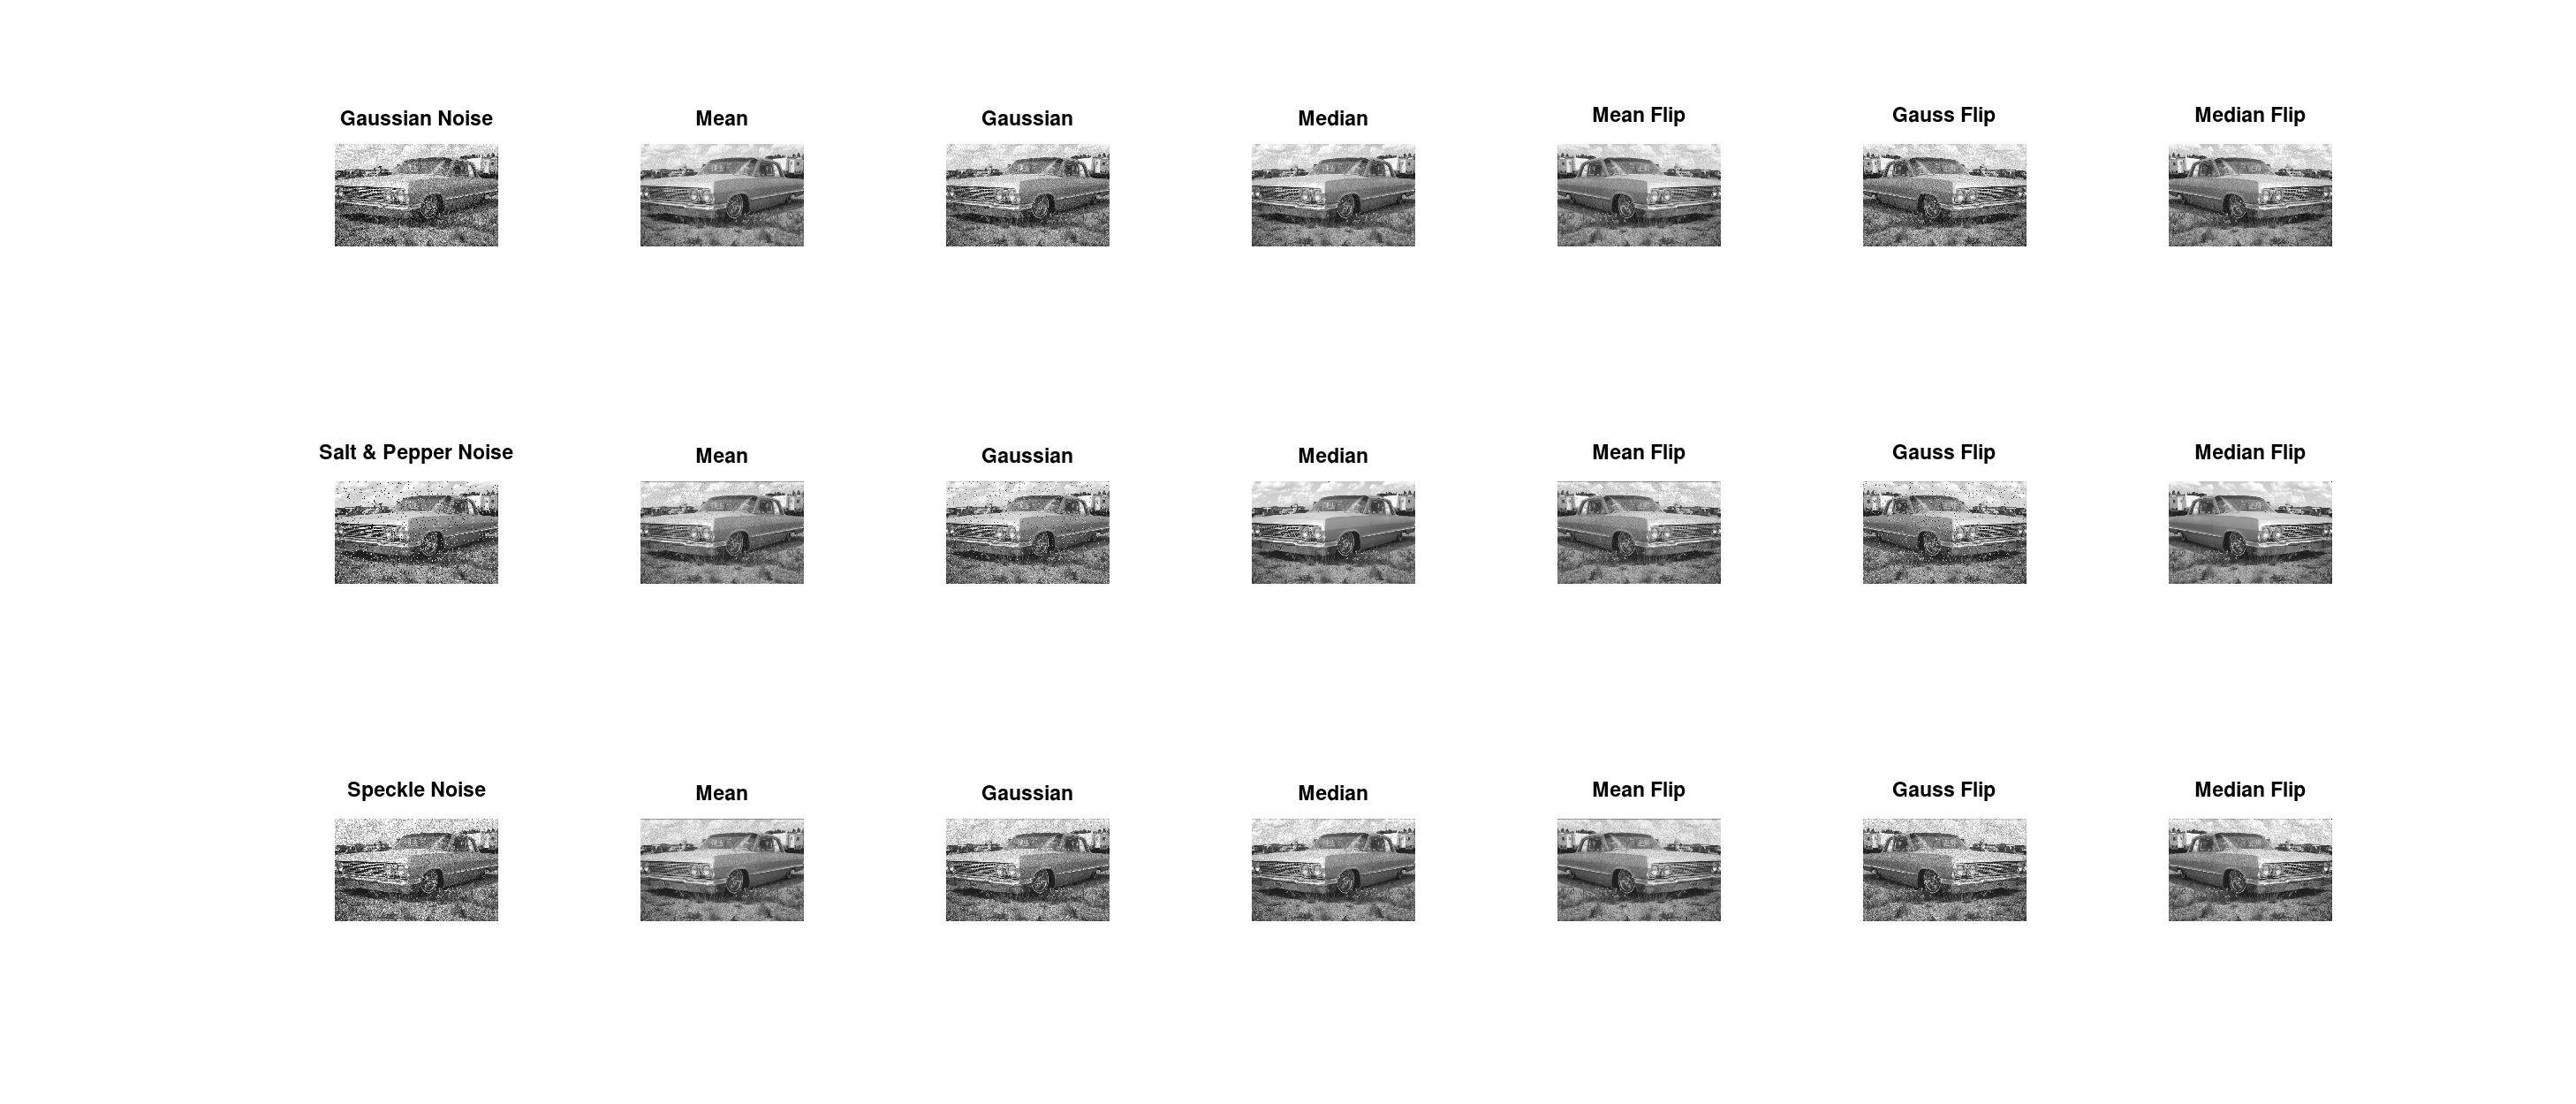 Gaussian Noise
Mean
Gaussian
Median
Mean Flip
Gauss Flip
Median Flip
Salt & Pepper Noise
Mean
Gaussian
Median
Mean Flip
Gauss Flip
Median Flip
Speckle Noise
Mean
Gaussian
Median
Mean Flip
Gauss Flip
Median Flip